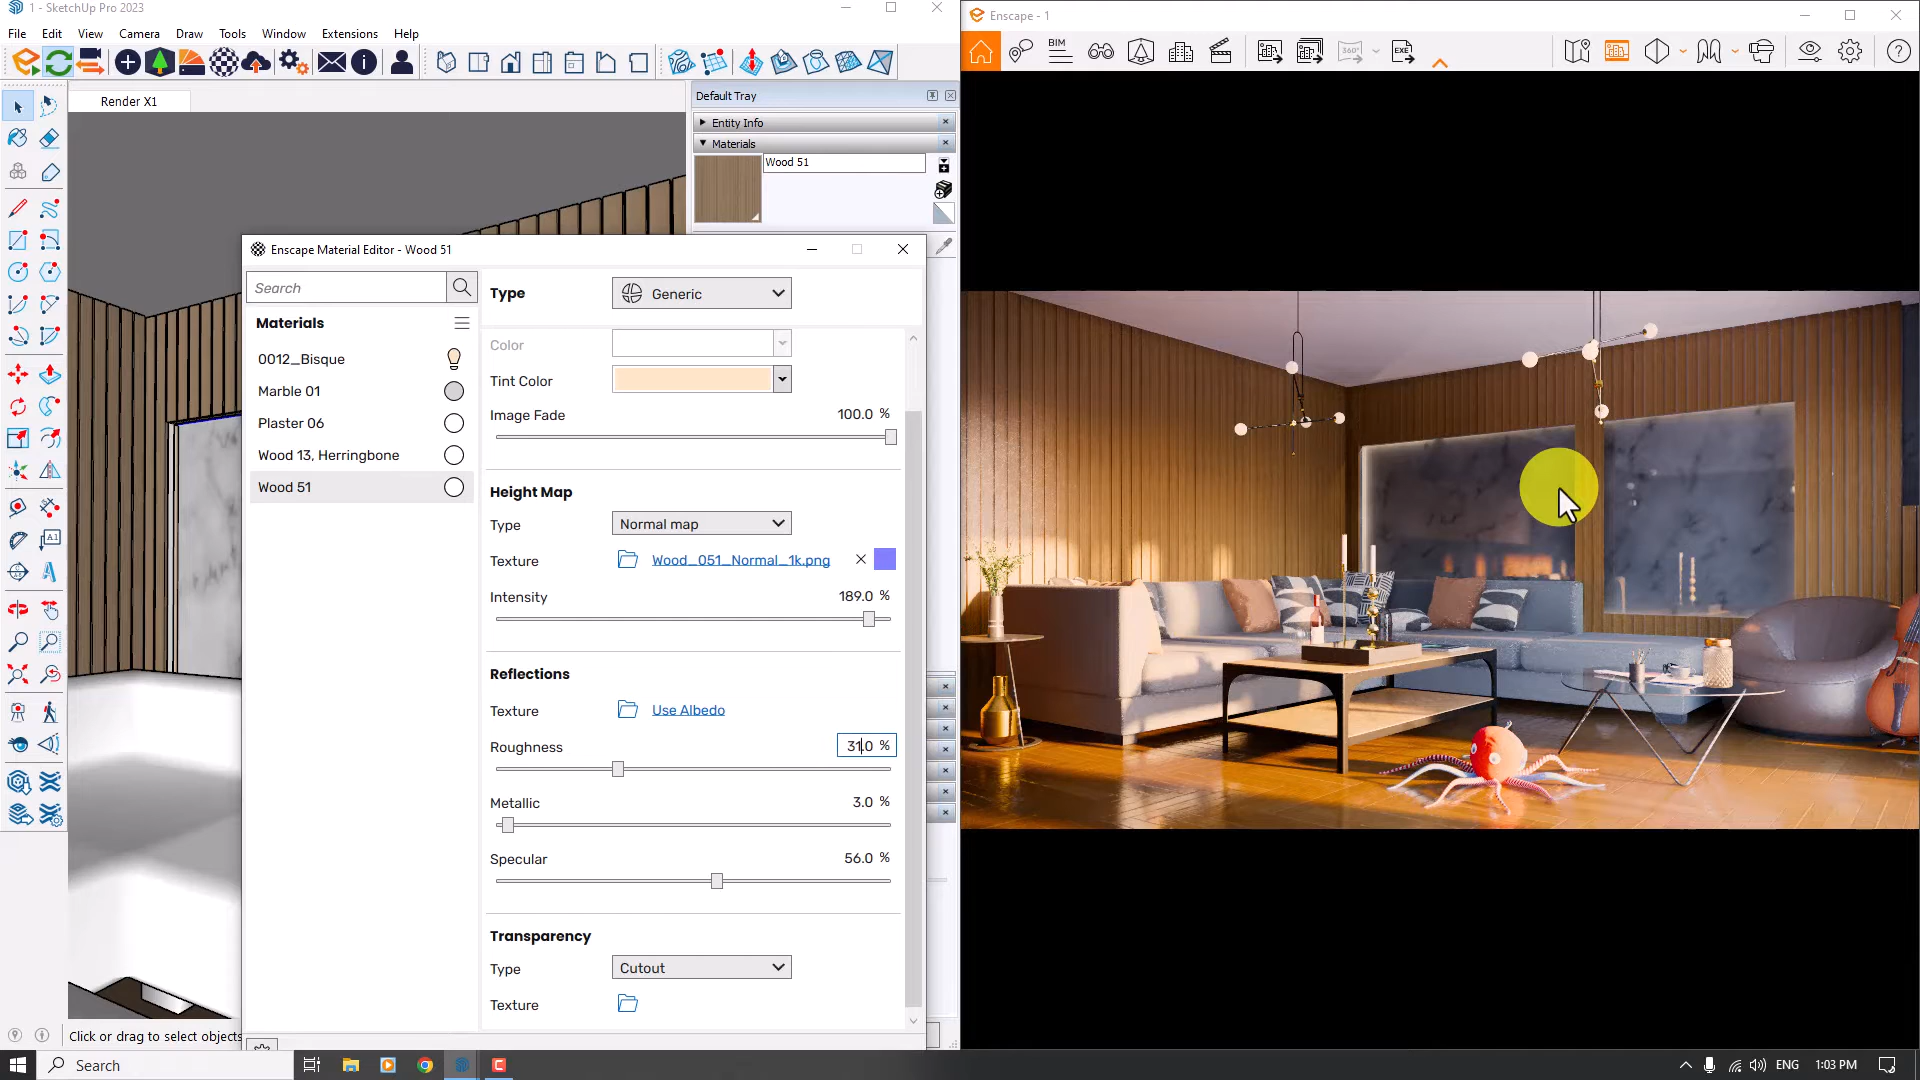 1 - SketchUp Pro 2023
File Edit View Camera Draw Tools Window Extensions Help
Render X1
Default Tray
Entity Info
Materials
Wood 51
Enscape Material Editor - Wood 51
Search
Materials
0012_Bisque
Marble 01
Plaster 06
Wood 13, Herringbone
Wood 51
Type Generic
Color
Tint Color
Image Fade 100.0 %
Height Map
Type Normal map
Texture Wood_051_Normal_1k.png
Intensity 189.0 %
Reflections
Texture Use Albedo
Roughness 31.0 %
Metallic 3.0 %
Specular 56.0 %
Transparency
Type Cutout
Texture
Click or drag to select objects
Enscape - 1
BIM
360°
EXE
Search
ENG 1:03 PM